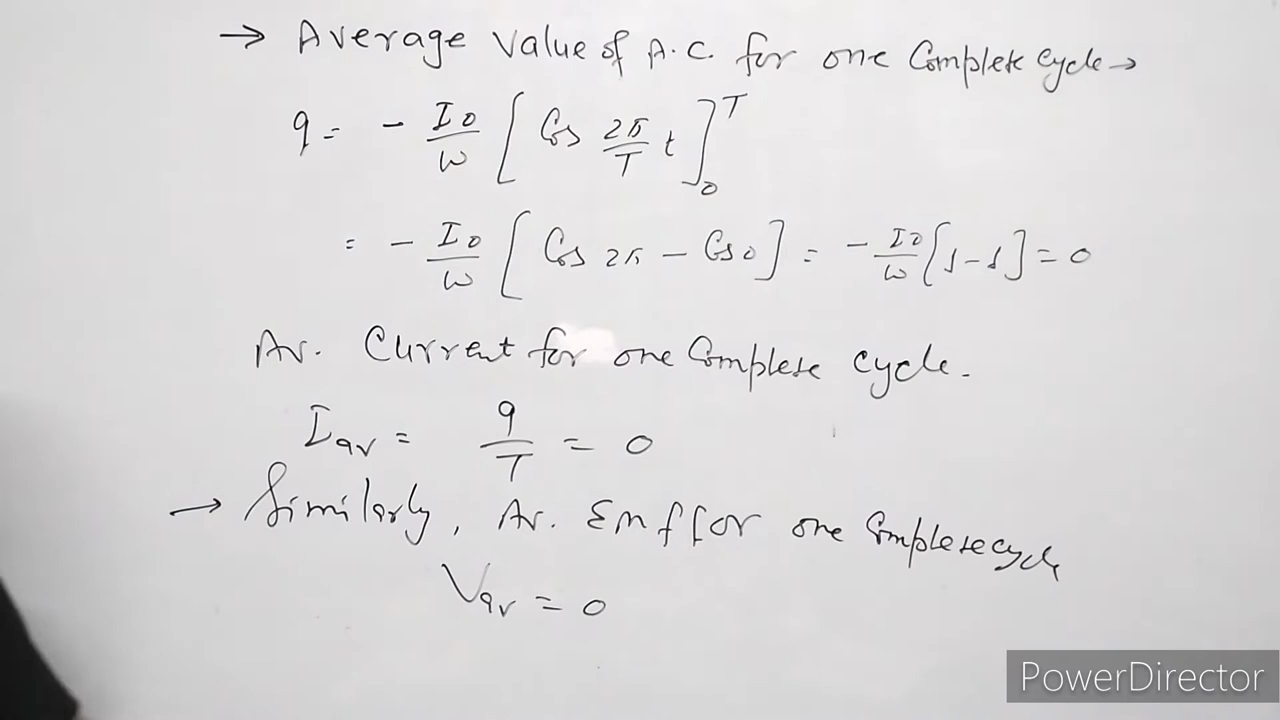 → Average Value of A.C. for one Complete Cycle →
q = - I0/ω [ Cos 2π/T t ]₀ᵀ
= - I0/ω [ Cos 2π - Cos 0 ] = - I0/ω [1-1] = 0
Av. Current for one Complete Cycle.
Iav = q/T = 0
→ Similarly, Av. Emf for one Complete cycle
Vav = 0
PowerDirector